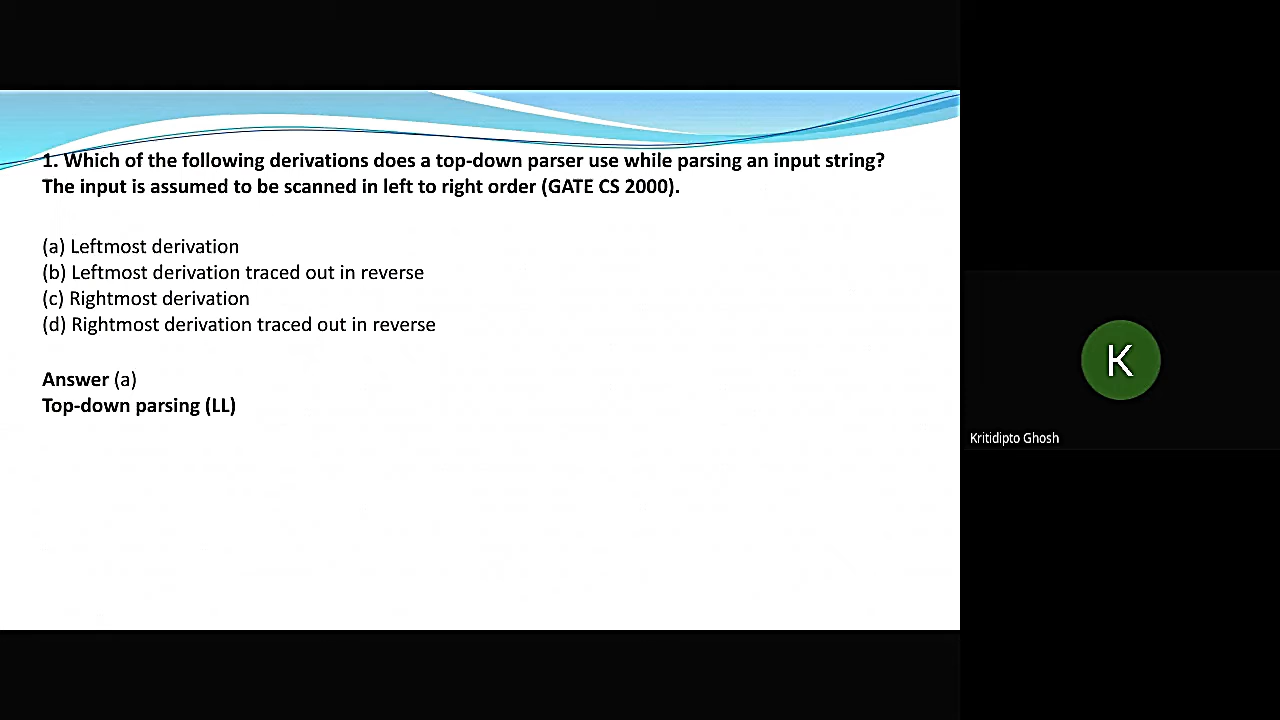 1. Which of the following derivations does a top-down parser use while parsing an input string?
The input is assumed to be scanned in left to right order (GATE CS 2000).
(a) Leftmost derivation
(b) Leftmost derivation traced out in reverse
(c) Rightmost derivation
(d) Rightmost derivation traced out in reverse
Answer (a)
Top-down parsing (LL)
K
Kritidipto Ghosh